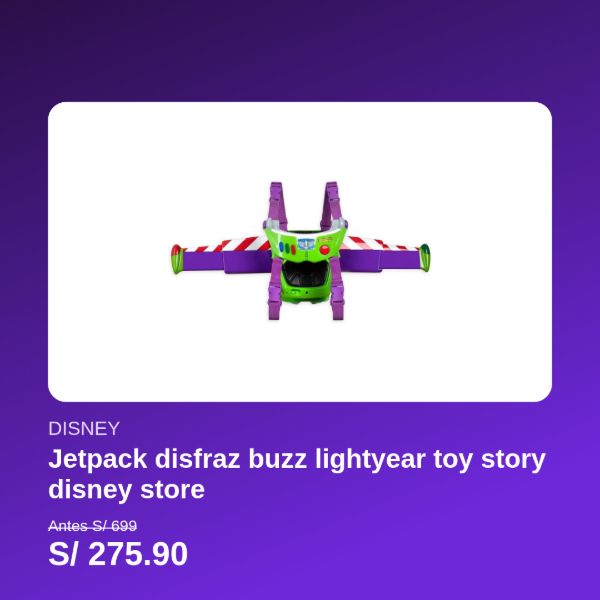 DISNEY
Jetpack disfraz buzz lightyear toy story
disney store
Antes S/ 699
S/ 275.90